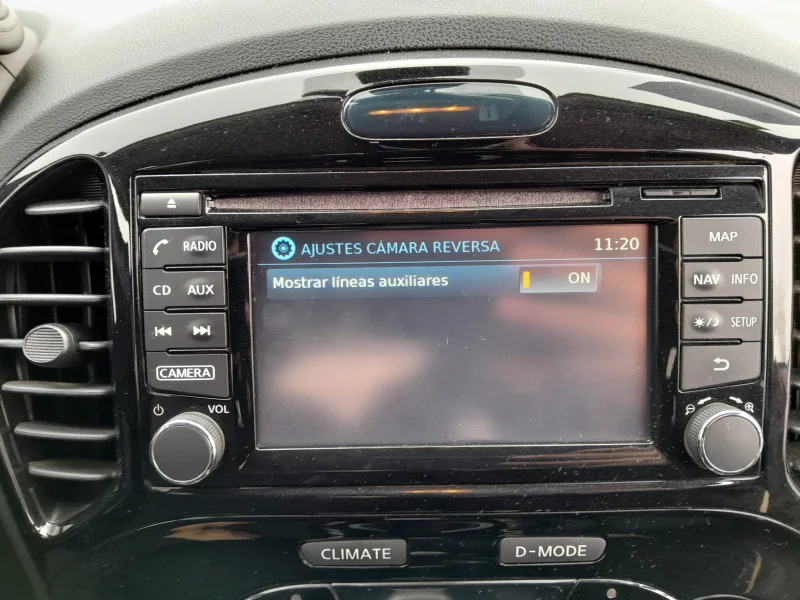 AJUSTES CÁMARA REVERSA 11:20
Mostrar líneas auxiliares ON
RADIO
CD AUX
CAMERA
VOL
MAP
NAV INFO
SETUP
CLIMATE
D-MODE